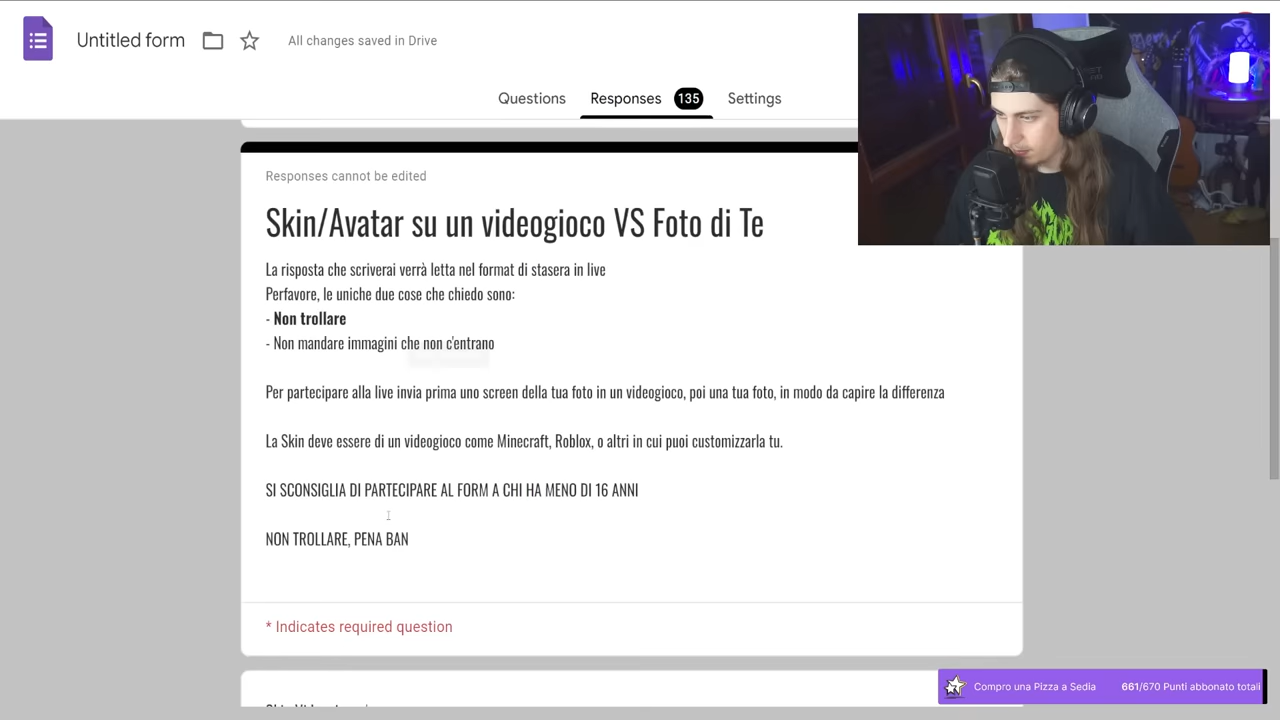 Untitled form
All changes saved in Drive
Questions
Responses 135
Settings
Responses cannot be edited
Skin/Avatar su un videogioco VS Foto di Te
La risposta che scriverai verrà letta nel format di stasera in live
Perfavore, le uniche due cose che chiedo sono:
- Non trollare
- Non mandare immagini che non c'entrano
Per partecipare alla live invia prima uno screen della tua foto in un videogioco, poi una tua foto, in modo da capire la differenza
La Skin deve essere di un videogioco come Minecraft, Roblox, o altri in cui puoi customizzarla tu.
SI SCONSIGLIA DI PARTECIPARE AL FORM A CHI HA MENO DI 16 ANNI
NON TROLLARE, PENA BAN
* Indicates required question
Compro una Pizza a Sedia 661/670 Punti abbonato totali